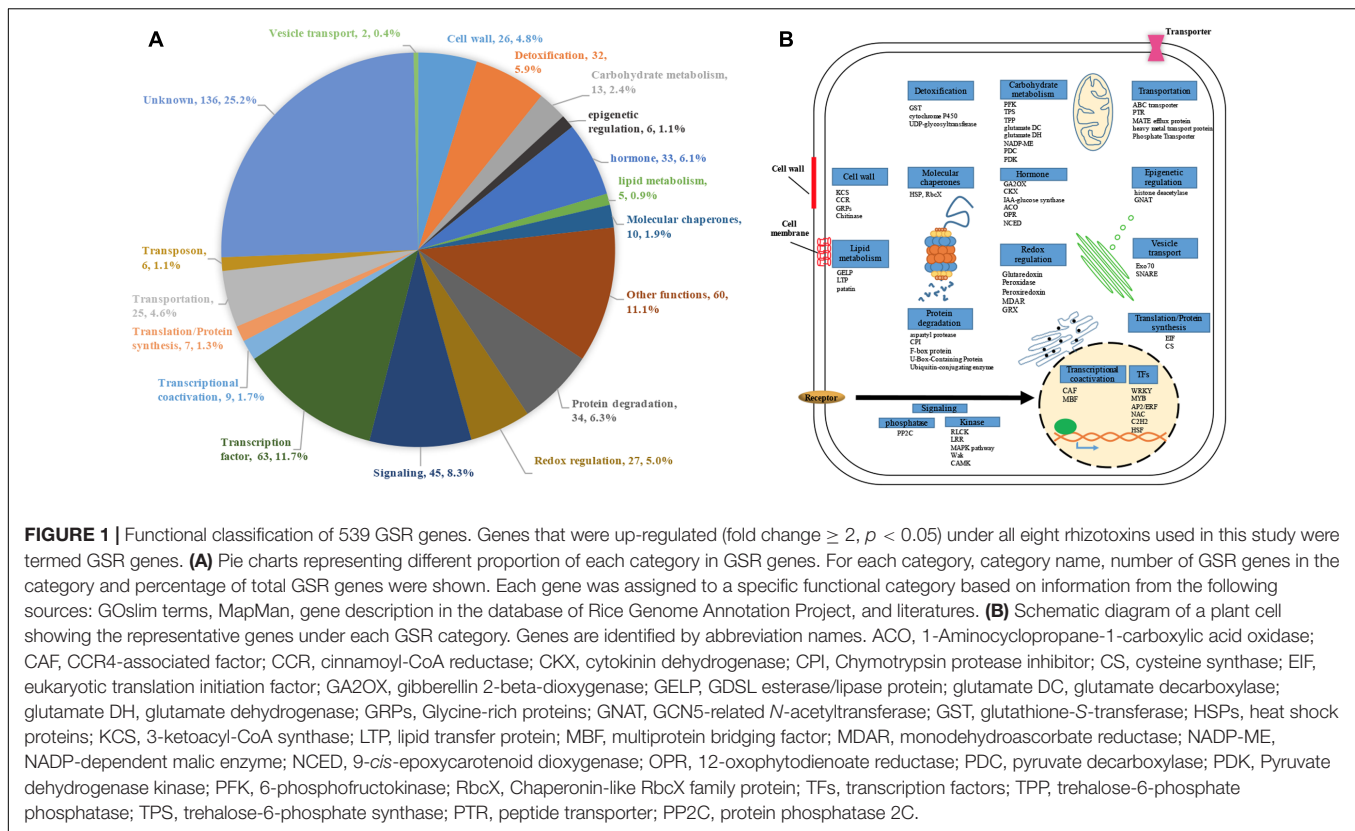 A
Vesicle transport, 2, 0.4%
Cell wall, 26, 4.8%
Detoxification, 32,
5.9%
Carbohydrate metabolism,
13, 2.4%
epigenetic
regulation, 6, 1.1%
hormone, 33, 6.1%
lipid metabolism,
5, 0.9%
Molecular chaperones,
10, 1.9%
Other functions, 60,
11.1%
Protein degradation,
34, 6.3%
Redox regulation, 27, 5.0%
Signaling, 45, 8.3%
Transcription
factor, 63, 11.7%
Transcriptional
coactivation, 9, 1.7%
Translation/Protein
synthesis, 7, 1.3%
Transportation,
25, 4.6%
Transposon,
6, 1.1%
Unknown, 136, 25.2%
B
Transporter
Detoxification
GST
cytochrome P450
UDP-glycosyltransferase
Carbohydrate
metabolism
PFK
TPS
TPP
glutamate DC
glutamate DH
NADP-ME
PDC
PDK
Transportation
ABC transporter
PTR
MATE efflux protein
heavy metal transport protein
Phosphate Transporter
Cell wall
Cell wall
KCS
CCR
GRPs
Chitinase
Molecular
chaperones
HSP, RbcX
Hormone
GA2OX
CKX
IAA-glucose synthase
ACO
OPR
NCED
Epigenetic
regulation
histone deacetylase
GNAT
Cell
membrane
Lipid
metabolism
GELP
LTP
patatin
Redox
regulation
Glutaredoxin
Peroxidase
Peroxiredoxin
MDAR
GRX
Vesicle
transport
Exo70
SNARE
Protein
degradation
aspartyl protease
CPI
F-box protein
U-Box-Containing Protein
Ubiquitin-conjugating enzyme
Translation/Protein
synthesis
EIF
CS
Transcriptional
coactivation
CAF
MBF
TFs
WRKY
MYB
AP2/ERF
NAC
C2H2
HSF
Receptor
Signaling
phosphatase
PP2C
Kinase
RLCK
LRR
MAPK pathway
Wak
CAMK
FIGURE 1 | Functional classification of 539 GSR genes. Genes that were up-regulated (fold change ≥ 2, p < 0.05) under all eight rhizotoxins used in this study were
termed GSR genes. (A) Pie charts representing different proportion of each category in GSR genes. For each category, category name, number of GSR genes in the
category and percentage of total GSR genes were shown. Each gene was assigned to a specific functional category based on information from the following
sources: GOslim terms, MapMan, gene description in the database of Rice Genome Annotation Project, and literatures. (B) Schematic diagram of a plant cell
showing the representative genes under each GSR category. Genes are identified by abbreviation names. ACO, 1-Aminocyclopropane-1-carboxylic acid oxidase;
CAF, CCR4-associated factor; CCR, cinnamoyl-CoA reductase; CKX, cytokinin dehydrogenase; CPI, Chymotrypsin protease inhibitor; CS, cysteine synthase; EIF,
eukaryotic translation initiation factor; GA2OX, gibberellin 2-beta-dioxygenase; GELP, GDSL esterase/lipase protein; glutamate DC, glutamate decarboxylase;
glutamate DH, glutamate dehydrogenase; GRPs, Glycine-rich proteins; GNAT, GCN5-related N-acetyltransferase; GST, glutathione-S-transferase; HSPs, heat shock
proteins; KCS, 3-ketoacyl-CoA synthase; LTP, lipid transfer protein; MBF, multiprotein bridging factor; MDAR, monodehydroascorbate reductase; NADP-ME,
NADP-dependent malic enzyme; NCED, 9-cis-epoxycarotenoid dioxygenase; OPR, 12-oxophytodienoate reductase; PDC, pyruvate decarboxylase; PDK, Pyruvate
dehydrogenase kinase; PFK, 6-phosphofructokinase; RbcX, Chaperonin-like RbcX family protein; TFs, transcription factors; TPP, trehalose-6-phosphate
phosphatase; TPS, trehalose-6-phosphate synthase; PTR, peptide transporter; PP2C, protein phosphatase 2C.